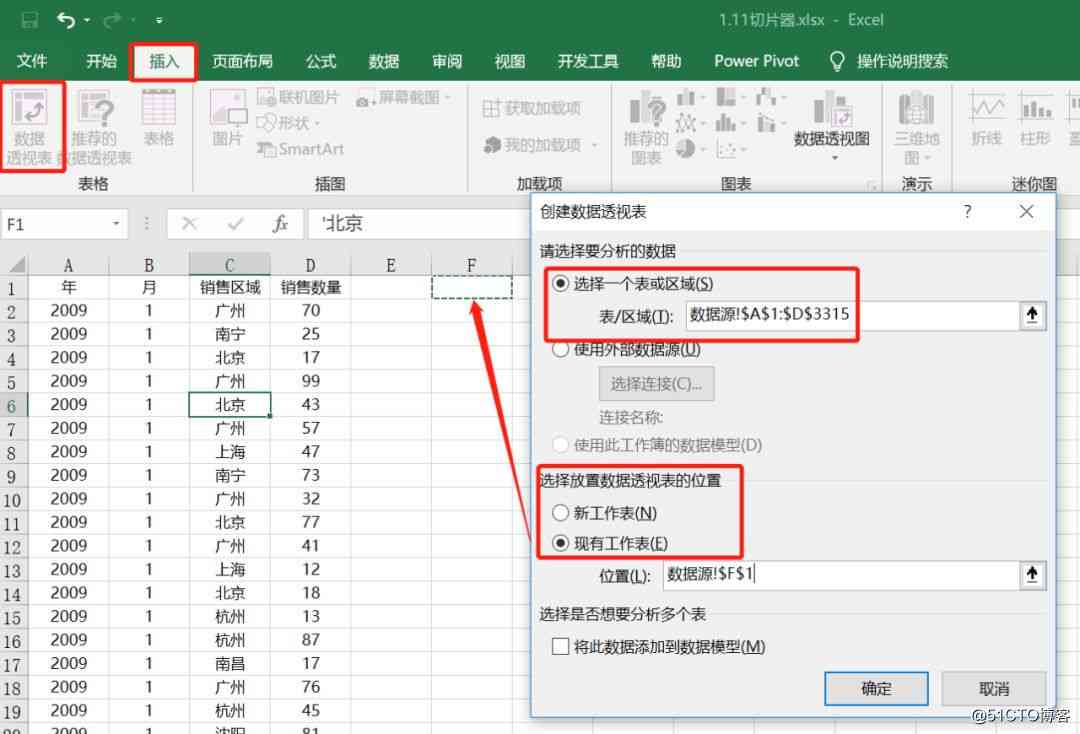 1.11切片器.xlsx - Excel
文件 开始 插入 页面布局 公式 数据 审阅 视图 开发工具 帮助 Power Pivot 操作说明搜索
数据透视表 推荐的数据透视表 表格 图片 联机图片 形状 SmartArt 屏幕截图 获取加载项 我的加载项 推荐的图表 数据透视图 三维地图 折线 柱形
表格 插图 加载项 图表 演示 迷你图
F1 fx '北京
A B C D E F
1 年 月 销售区域 销售数量
2 2009 1 广州 70
3 2009 1 南宁 25
4 2009 1 北京 17
5 2009 1 广州 99
6 2009 1 北京 43
7 2009 1 广州 57
8 2009 1 上海 47
9 2009 1 南宁 73
10 2009 1 广州 32
11 2009 1 北京 77
12 2009 1 广州 41
13 2009 1 上海 12
14 2009 1 北京 18
15 2009 1 杭州 13
16 2009 1 杭州 87
17 2009 1 南昌 17
18 2009 1 广州 76
19 2009 1 杭州 45
2009 1 沈阳 81
创建数据透视表 ?
请选择要分析的数据
选择一个表或区域(S)
表/区域(T): 数据源!$A$1:$D$3315
使用外部数据源(U)
选择连接(C)...
连接名称:
使用此工作簿的数据模型(D)
选择放置数据透视表的位置
新工作表(N)
现有工作表(E)
位置(L): 数据源!$F$1
选择是否想要分析多个表
将此数据添加到数据模型(M)
确定 取消
@51CTO博客